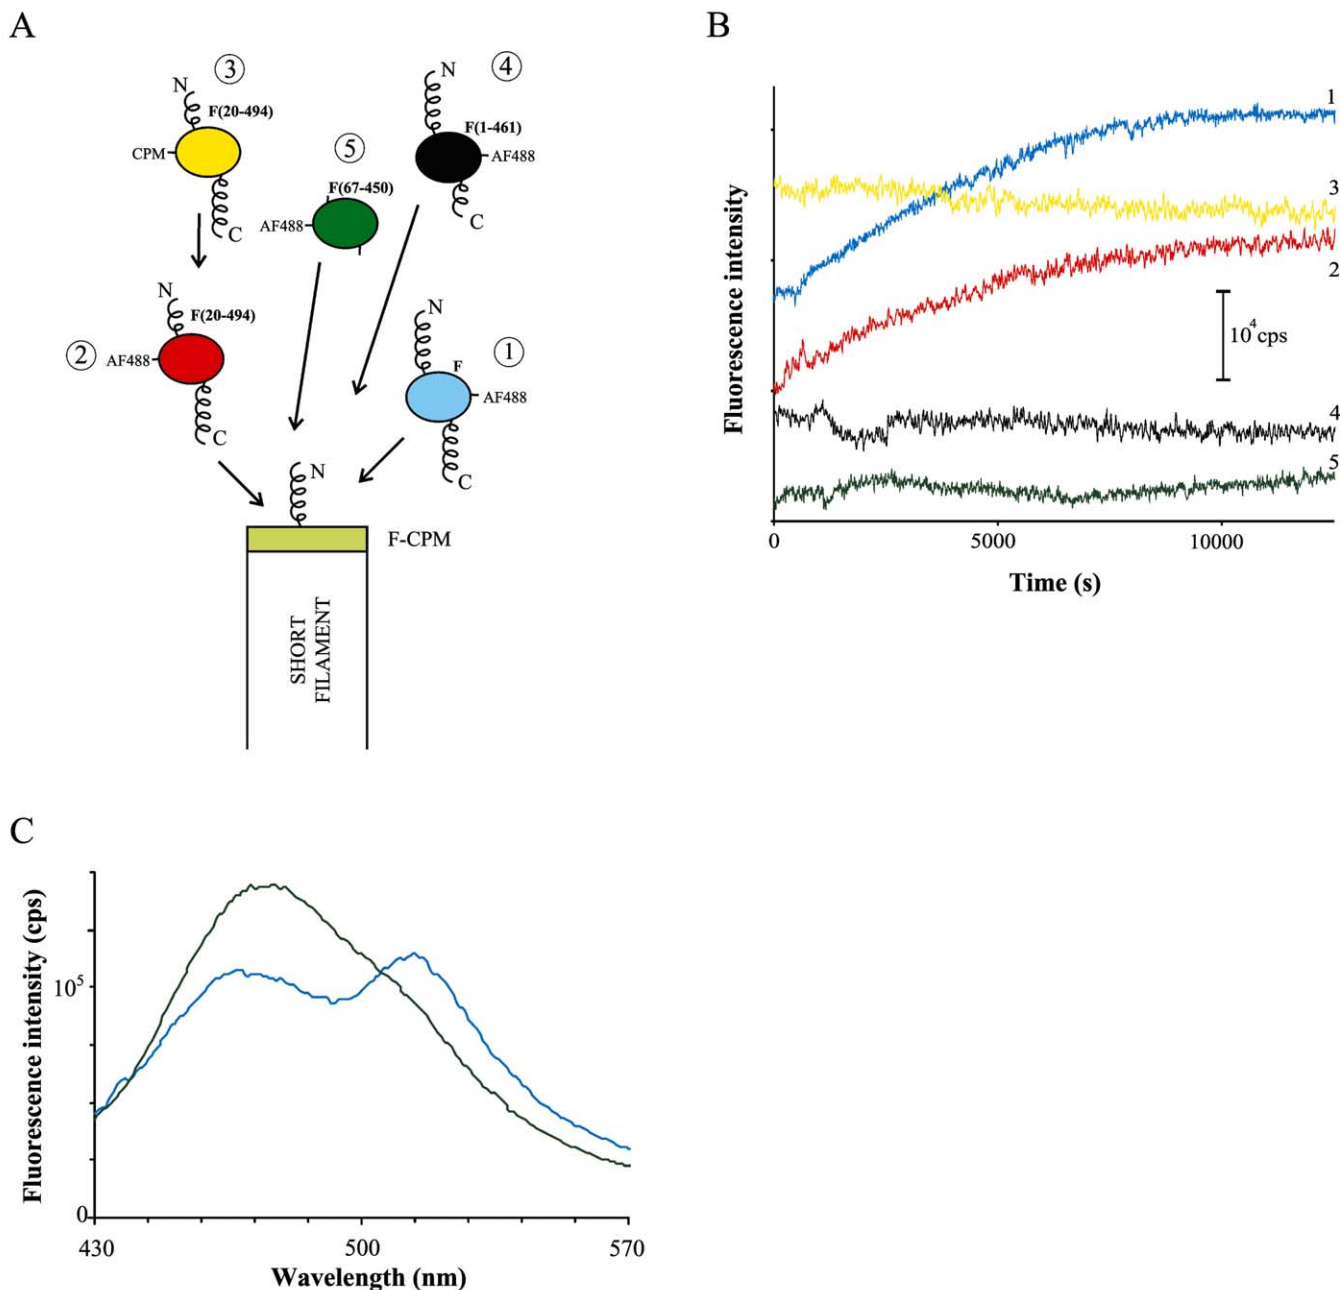 A
B
3
4
N
N
F(20-494)
CPM
5
F(1-461)
AF488
F(67-450)
AF488
C
C
N
N
F(20-494)
2
AF488
1
F
AF488
C
C
N
F-CPM
SHORT
FILAMENT
Fluorescence intensity
1
3
2
10⁴ cps
4
5
0
5000
10000
Time (s)
C
Fluorescence intensity (cps)
10⁵
0
430
500
570
Wavelength (nm)